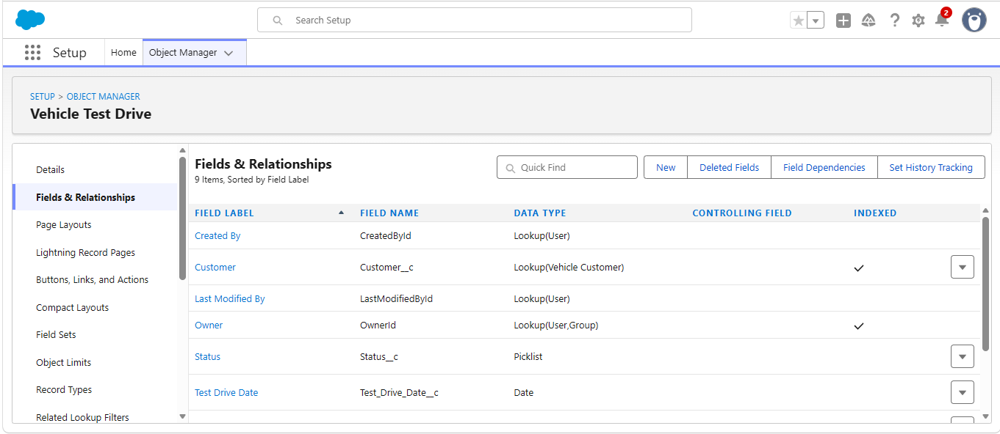 Search Setup
2
Setup
Home
Object Manager
SETUP > OBJECT MANAGER
Vehicle Test Drive
Details
Fields & Relationships
Page Layouts
Lightning Record Pages
Buttons, Links, and Actions
Compact Layouts
Field Sets
Object Limits
Record Types
Related Lookup Filters
Fields & Relationships
9 Items, Sorted by Field Label
Quick Find
New
Deleted Fields
Field Dependencies
Set History Tracking
FIELD LABEL FIELD NAME DATA TYPE CONTROLLING FIELD INDEXED
Created By CreatedById Lookup(User)
Customer Customer__c Lookup(Vehicle Customer)
Last Modified By LastModifiedById Lookup(User)
Owner OwnerId Lookup(User,Group)
Status Status__c Picklist
Test Drive Date Test_Drive_Date__c Date